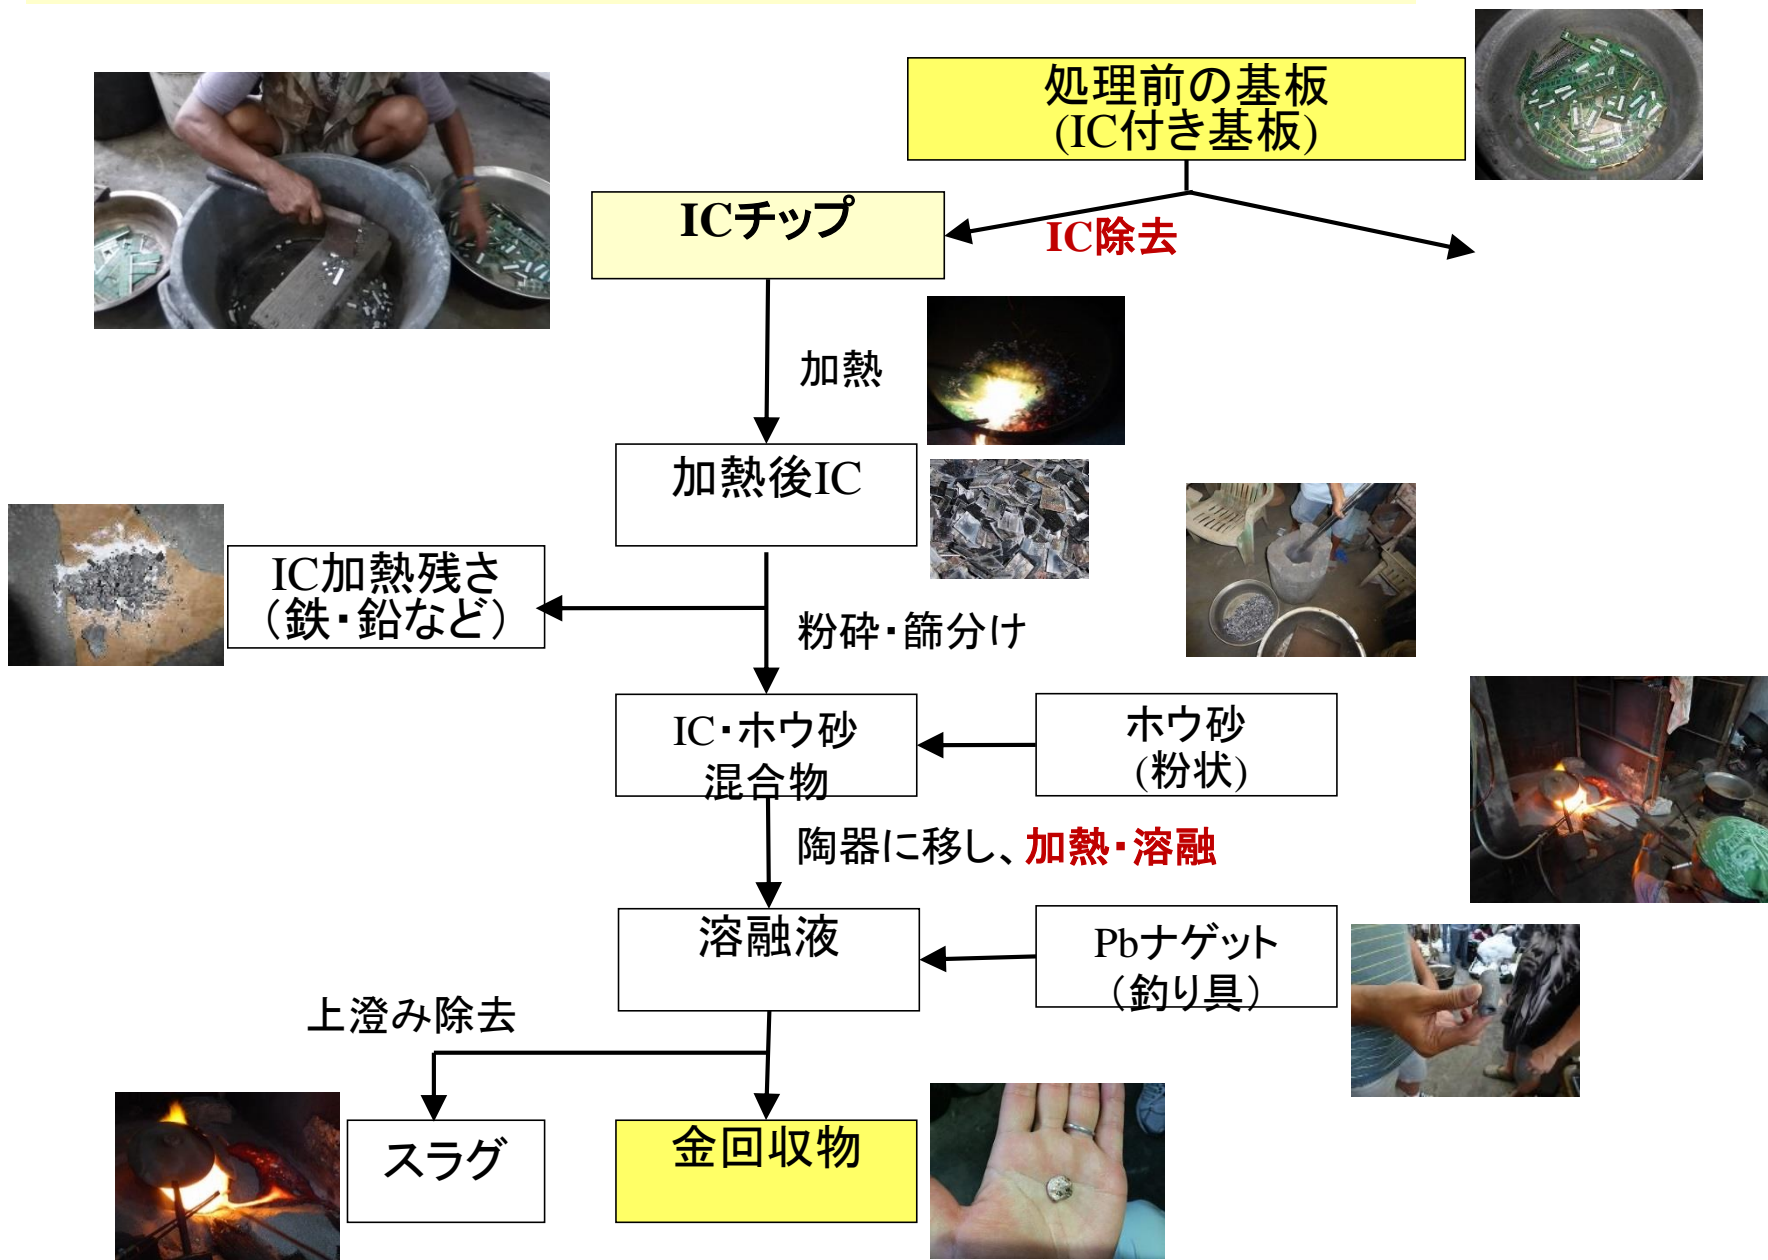 処理前の基板
(IC付き基板)
ICチップ
IC除去
加熱
加熱後IC
IC加熱残さ
（鉄・鉛など）
粉砕・篩分け
IC・ホウ砂
混合物
ホウ砂
(粉状)
陶器に移し、加熱・溶融
溶融液
Pbナゲット
（釣り具）
上澄み除去
スラグ
金回収物